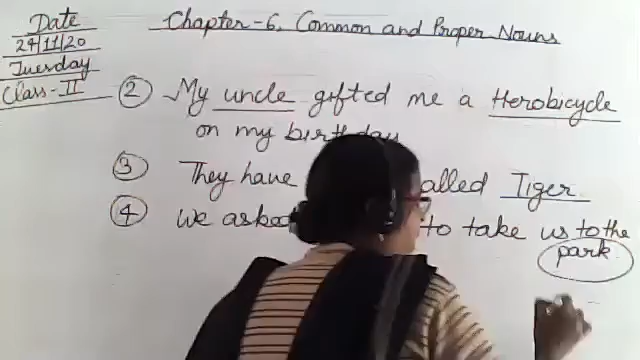 Date
24/11/20
Tuesday
Class-II
Chapter-6, Common and Proper Nouns
② My uncle gifted me a Herobicycle
on my birthday
③ They have alled Tiger.
④ We asked to take us to the
park